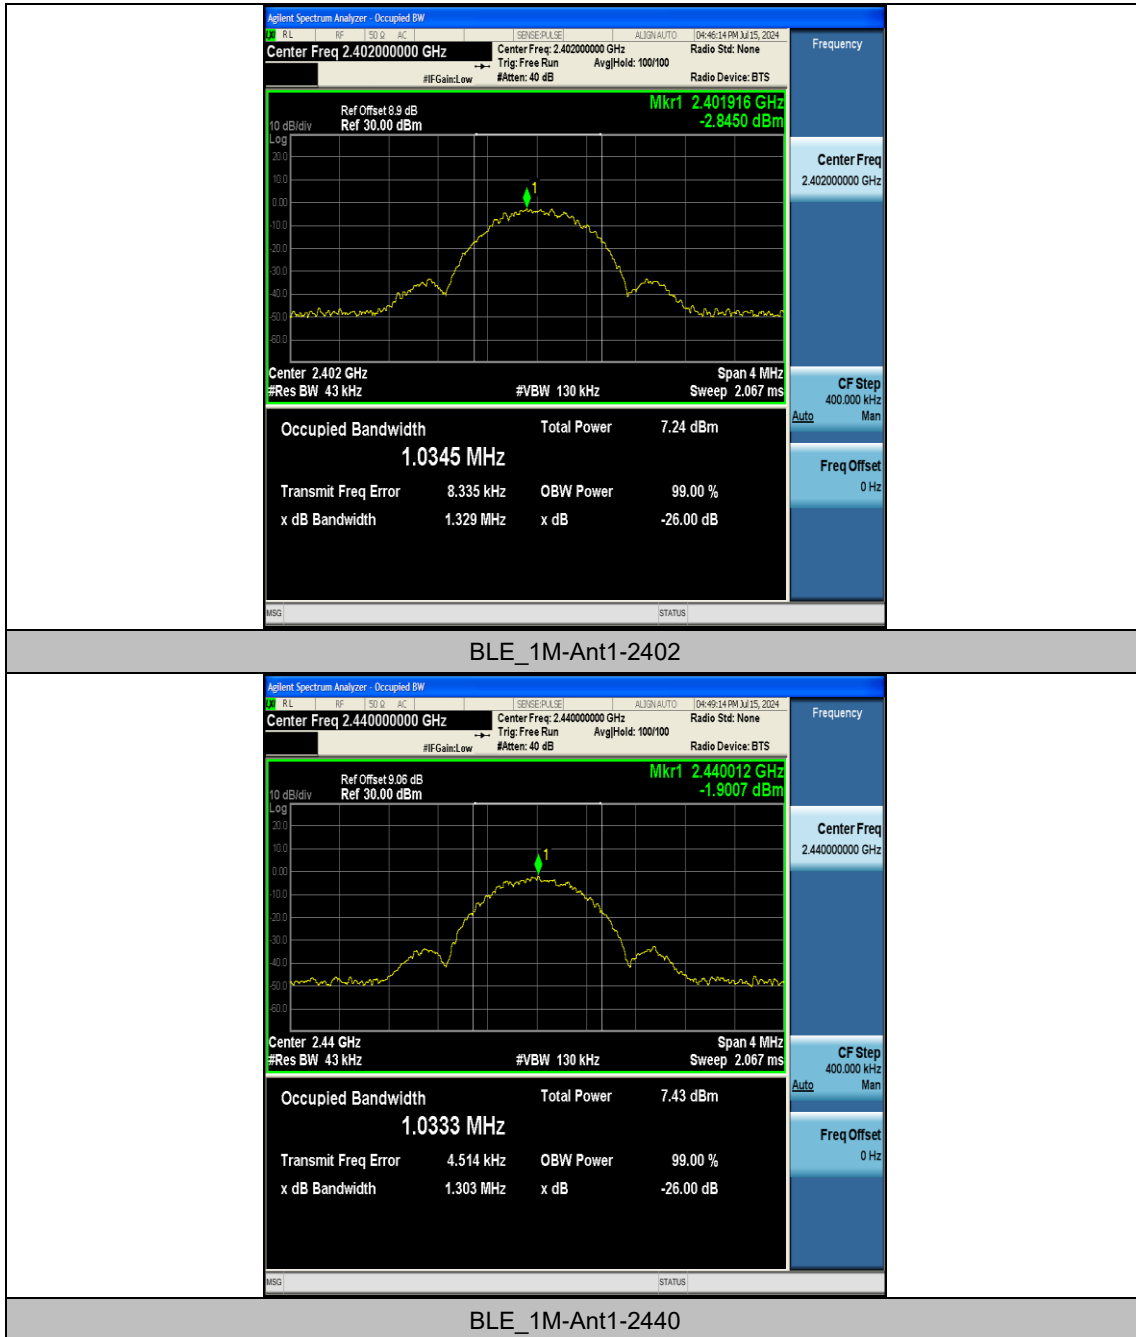 Agilent Spectrum Analyzer - Occupied BW
RL RF 50 Ω AC SENSE:PULSE ALIGN AUTO 04:46:14 PM Jul 15, 2024
Center Freq 2.402000000 GHz
Center Freq: 2.402000000 GHz
Radio Std: None
Trig: Free Run Avg|Hold: 100/100
#IFGain:Low #Atten: 40 dB Radio Device: BTS
Mkr1 2.401916 GHz
-2.8450 dBm
Ref Offset 8.9 dB
10 dB/div Ref 30.00 dBm
Log
20.0
10.0
0.00
-10.0
-20.0
-30.0
-40.0
-50.0
-60.0
1
Center 2.402 GHz Span 4 MHz
#Res BW 43 kHz #VBW 130 kHz Sweep 2.067 ms
Occupied Bandwidth Total Power 7.24 dBm
1.0345 MHz
Transmit Freq Error 8.335 kHz OBW Power 99.00 %
x dB Bandwidth 1.329 MHz x dB -26.00 dB
MSG STATUS
Frequency
Center Freq
2.402000000 GHz
CF Step
400.000 kHz
Auto Man
Freq Offset
0 Hz
BLE_1M-Ant1-2402
Agilent Spectrum Analyzer - Occupied BW
RL RF 50 Ω AC SENSE:PULSE ALIGN AUTO 04:49:14 PM Jul 15, 2024
Center Freq 2.440000000 GHz
Center Freq: 2.440000000 GHz
Radio Std: None
Trig: Free Run Avg|Hold: 100/100
#IFGain:Low #Atten: 40 dB Radio Device: BTS
Mkr1 2.440012 GHz
-1.9007 dBm
Ref Offset 9.06 dB
10 dB/div Ref 30.00 dBm
Log
20.0
10.0
0.00
-10.0
-20.0
-30.0
-40.0
-50.0
-60.0
1
Center 2.44 GHz Span 4 MHz
#Res BW 43 kHz #VBW 130 kHz Sweep 2.067 ms
Occupied Bandwidth Total Power 7.43 dBm
1.0333 MHz
Transmit Freq Error 4.514 kHz OBW Power 99.00 %
x dB Bandwidth 1.303 MHz x dB -26.00 dB
MSG STATUS
Frequency
Center Freq
2.440000000 GHz
CF Step
400.000 kHz
Auto Man
Freq Offset
0 Hz
BLE_1M-Ant1-2440